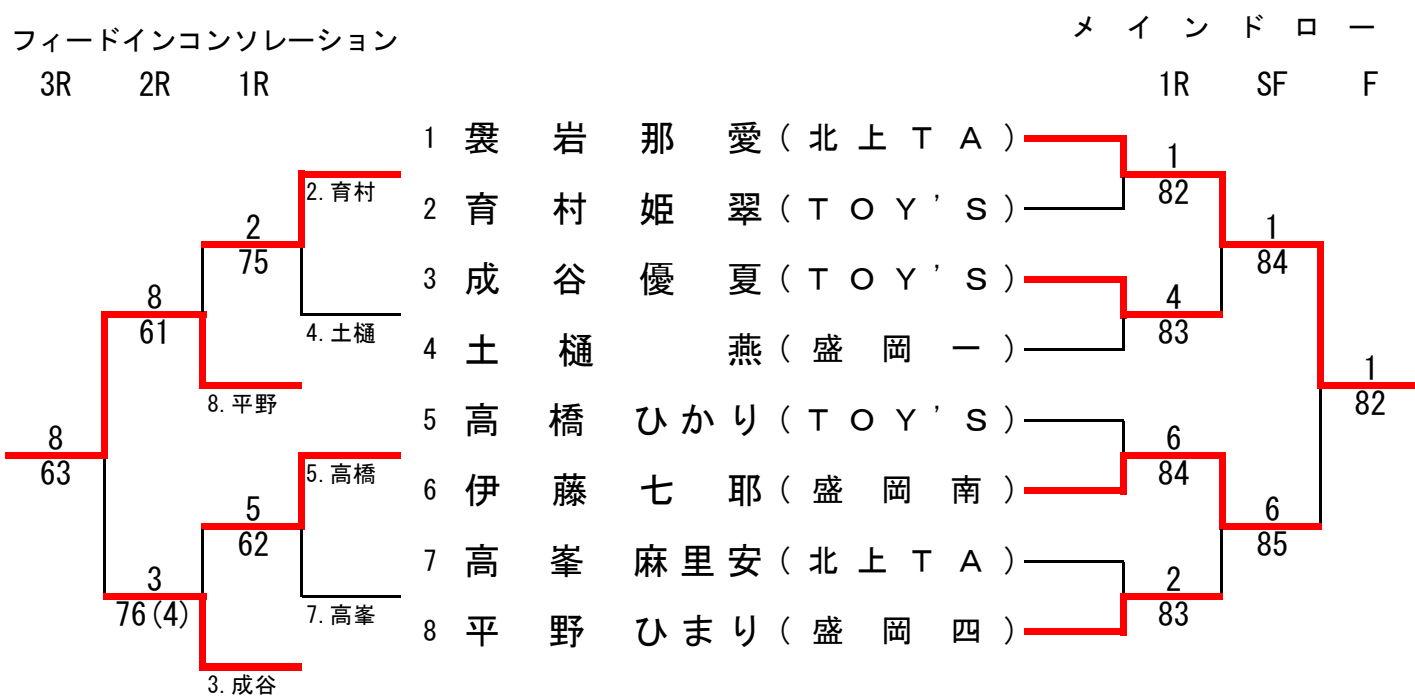 フィードインコンソレーション
3R 2R 1R
メインドロー
1R SF F
1 袰岩那愛(北上TA)
2 育村姫翠(TOY'S)
3 成谷優夏(TOY'S)
4 土樋燕(盛岡一)
5 高橋ひかり(TOY'S)
6 伊藤七耶(盛岡南)
7 高峯麻里安(北上TA)
8 平野ひまり(盛岡四)
2.育村
2
75
4.土樋
8
61
8.平野
8
63
5.高橋
5
62
7.高峯
3
76(4)
3.成谷
1
82
1
84
4
83
1
82
6
84
6
85
2
83